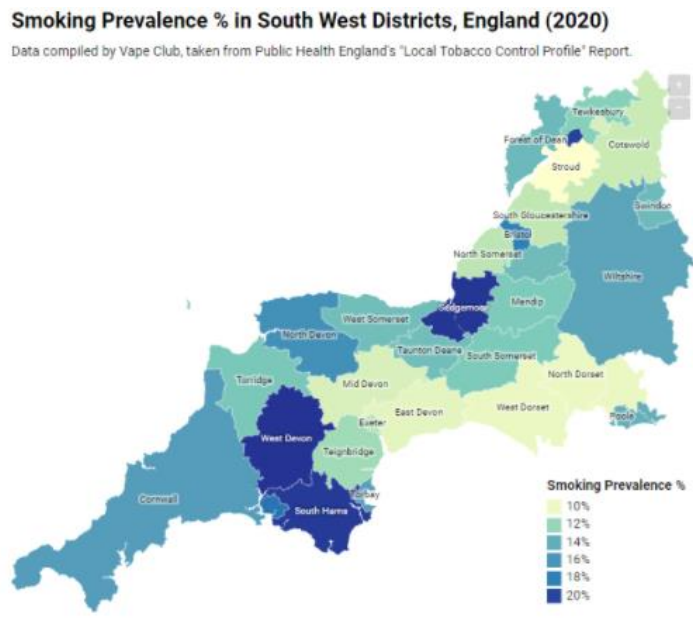 Smoking Prevalence % in South West Districts, England (2020)
Data compiled by Vape Club, taken from Public Health England's "Local Tobacco Control Profile" Report.
Tewkesbury
Forest of Dean
Cotswold
Stroud
Swindon
South Gloucestershire
Bristol
North Somerset
Wiltshire
Sedgemoor
Mendip
West Somerset
North Devon
Taunton Deane
South Somerset
North Dorset
Torridge
Mid Devon
West Dorset
East Devon
Poole
Exeter
West Devon
Teignbridge
Torbay
Cornwall
South Hams
Smoking Prevalence %
10%
12%
14%
16%
18%
20%